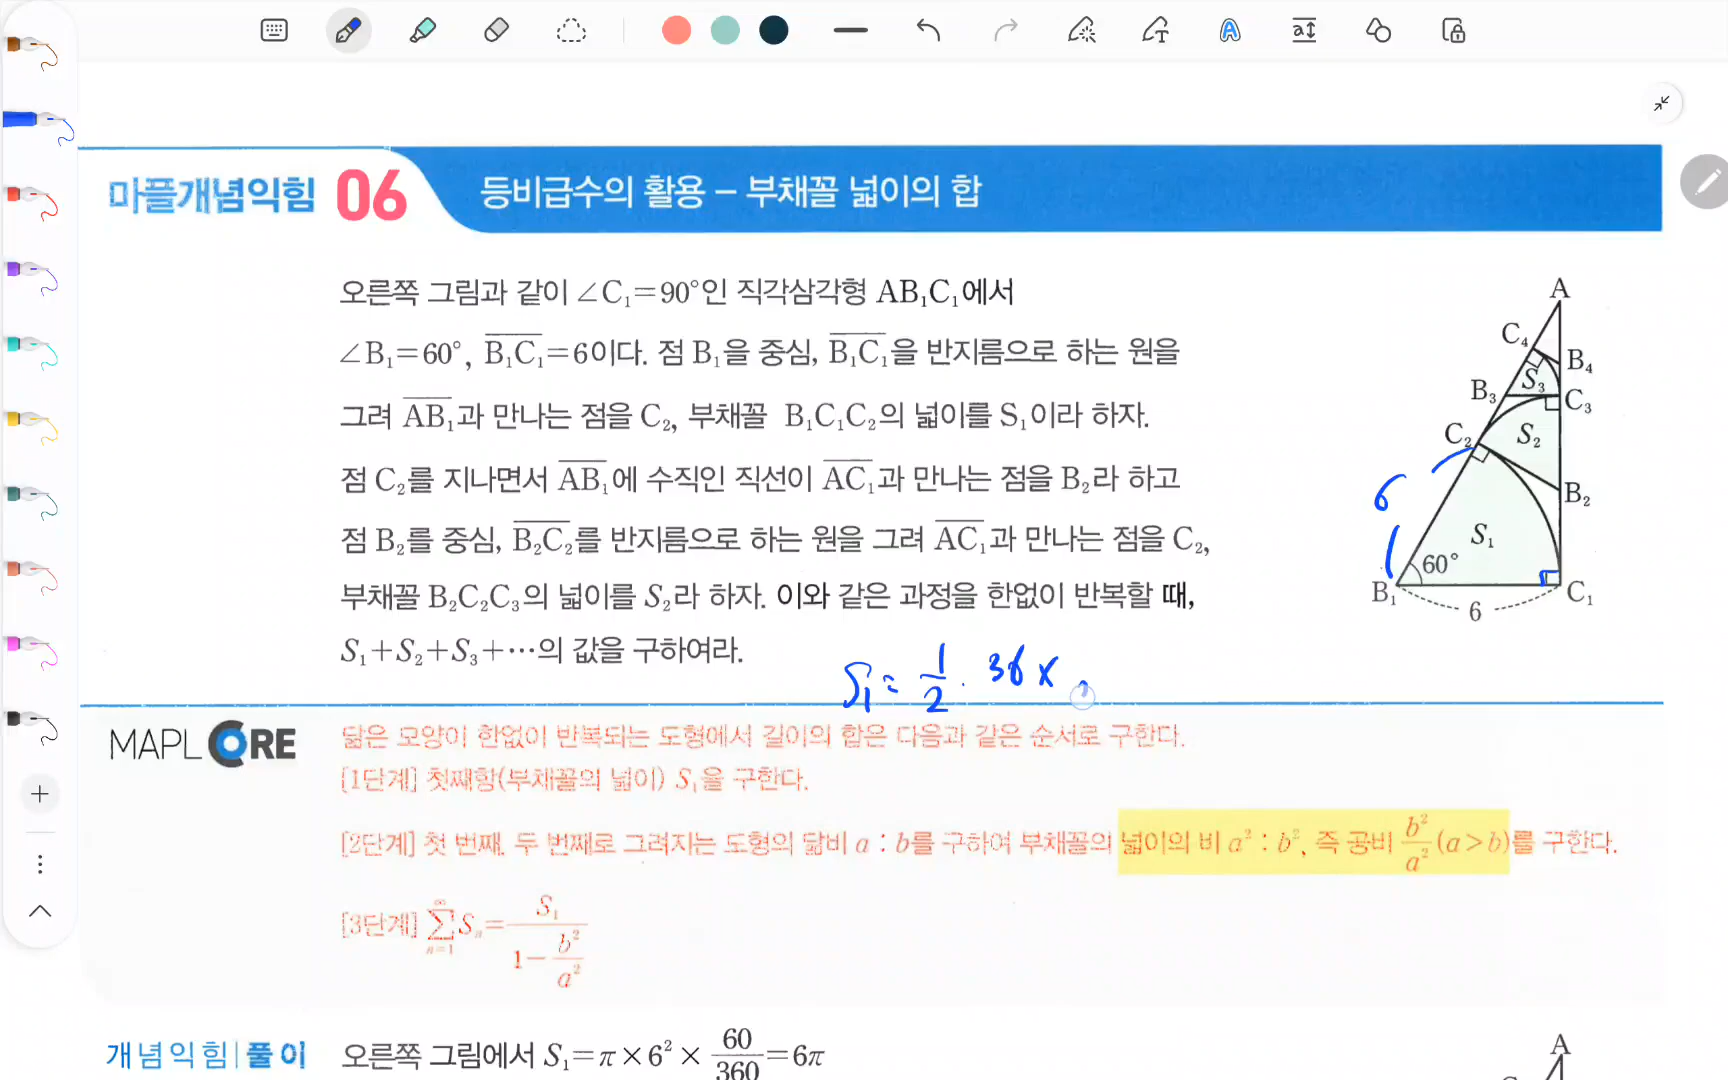 마플개념익힘 06 등비급수의 활용 – 부채꼴 넓이의 합
오른쪽 그림과 같이 ∠C₁=90°인 직각삼각형 AB₁C₁에서
∠B₁=60°, B₁C₁=6이다. 점 B₁을 중심, B₁C₁을 반지름으로 하는 원을
그려 AB₁과 만나는 점을 C₂, 부채꼴 B₁C₁C₂의 넓이를 S₁이라 하자.
점 C₂를 지나면서 AB₁에 수직인 직선이 AC₁과 만나는 점을 B₂라 하고
점 B₂를 중심, B₂C₂를 반지름으로 하는 원을 그려 AC₁과 만나는 점을 C₂,
부채꼴 B₂C₂C₃의 넓이를 S₂라 하자. 이와 같은 과정을 한없이 반복할 때,
S₁+S₂+S₃+⋯의 값을 구하여라.
A
C₄
B₄
S₃
B₃
C₃
C₂
S₂
6
B₂
S₁
60°
B₁
C₁
6
S₁ = 1/2 · 36 ×
MAPL CORE
닮은 모양이 한없이 반복되는 도형에서 길이의 합은 다음과 같은 순서로 구한다.
[1단계] 첫째항(부채꼴의 넓이) S₁을 구한다.
[2단계] 첫 번째, 두 번째로 그려지는 도형의 닮비 a : b를 구하여 부채꼴의 넓이의 비 a² : b², 즉 공비 b²/a² (a>b)를 구한다.
[3단계] ∑n=1∞ Sₙ = S₁/(1−b²/a²)
개념익힘 | 풀이 오른쪽 그림에서 S₁=π×6²×60/360=6π
A